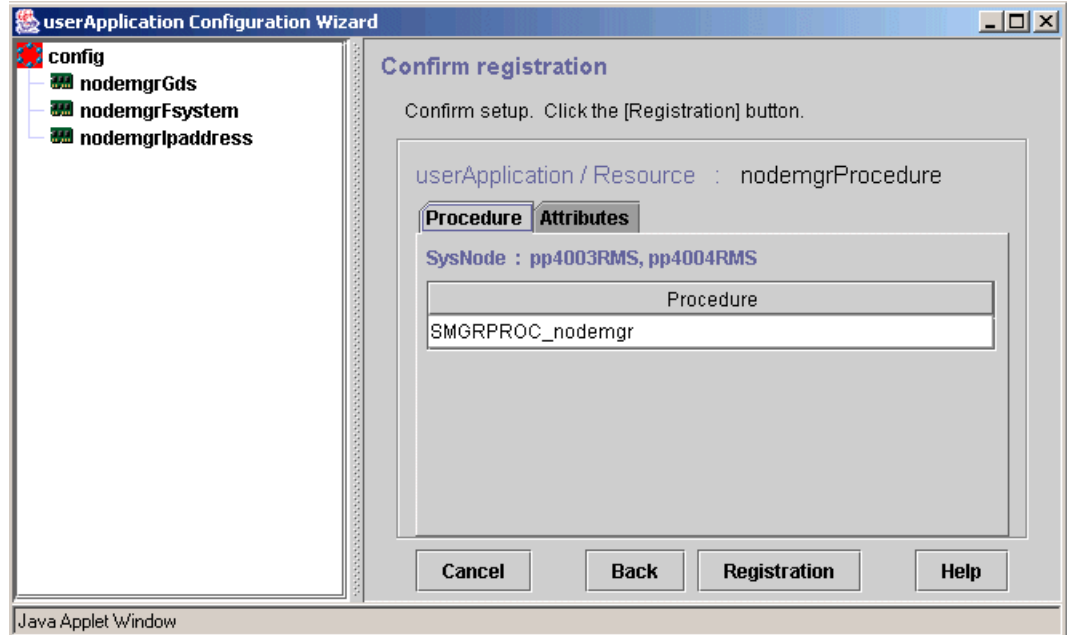 userApplication Configuration Wizard
config
nodemgrGds
nodemgrFsystem
nodemgrIpaddress
Confirm registration
Confirm setup. Click the [Registration] button.
userApplication / Resource : nodemgrProcedure
Procedure Attributes
SysNode : pp4003RMS, pp4004RMS
Procedure
SMGRPROC_nodemgr
Cancel Back Registration Help
Java Applet Window